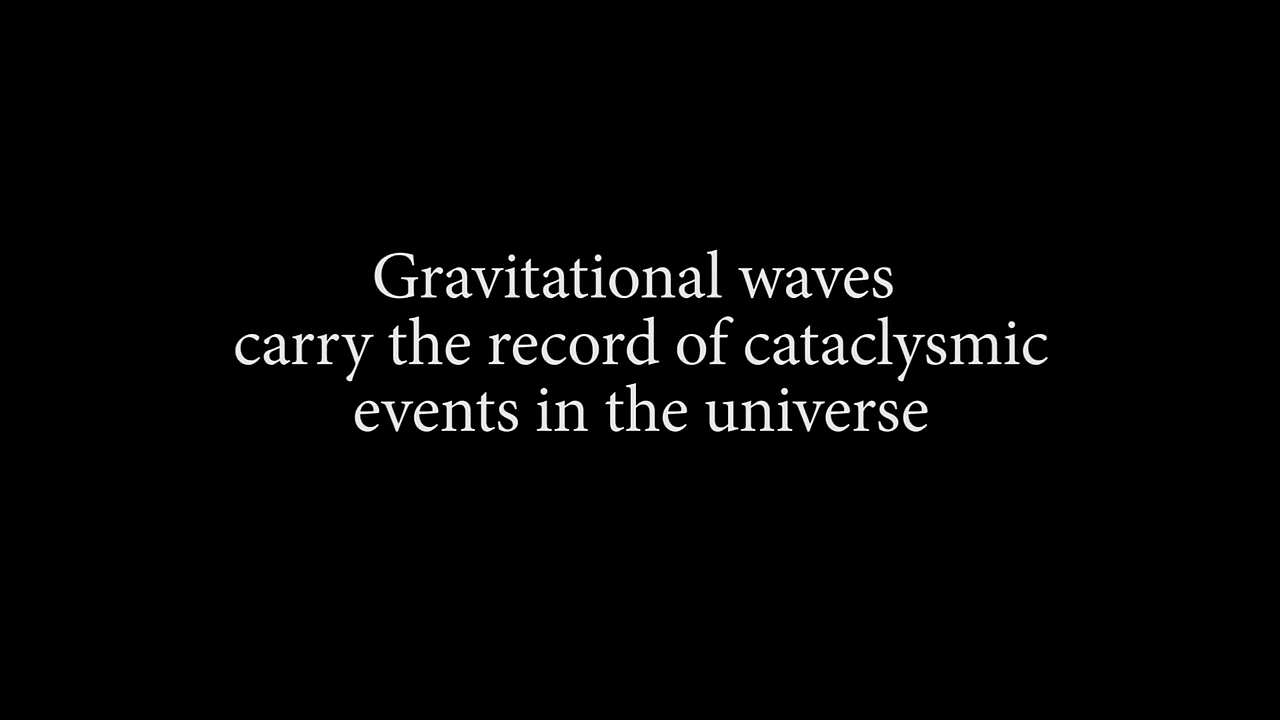 Gravitational waves
carry the record of cataclysmic
events in the universe